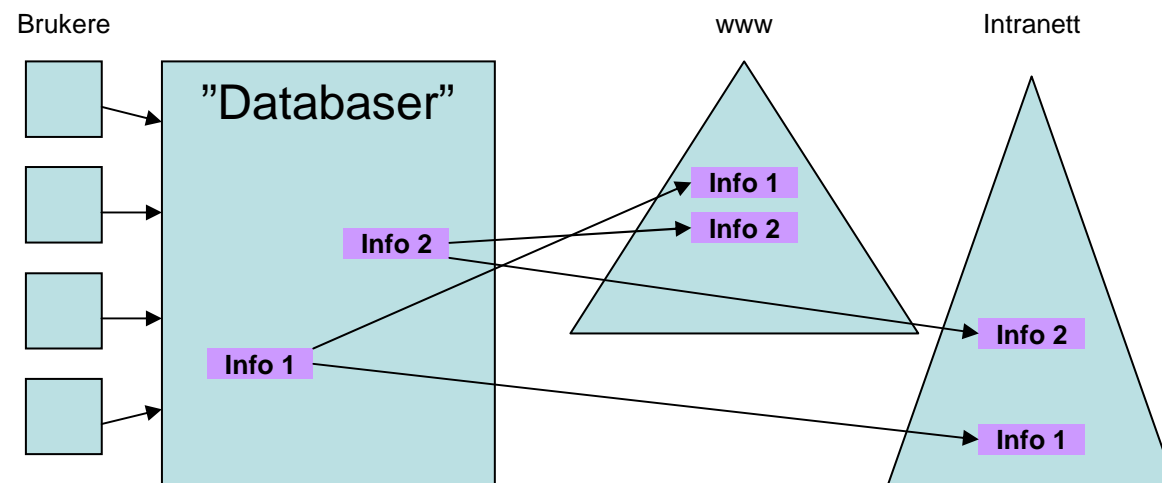 Brukere
www
Intranett
”Databaser”
Info 1
Info 2
Info 2
Info 2
Info 1
Info 1